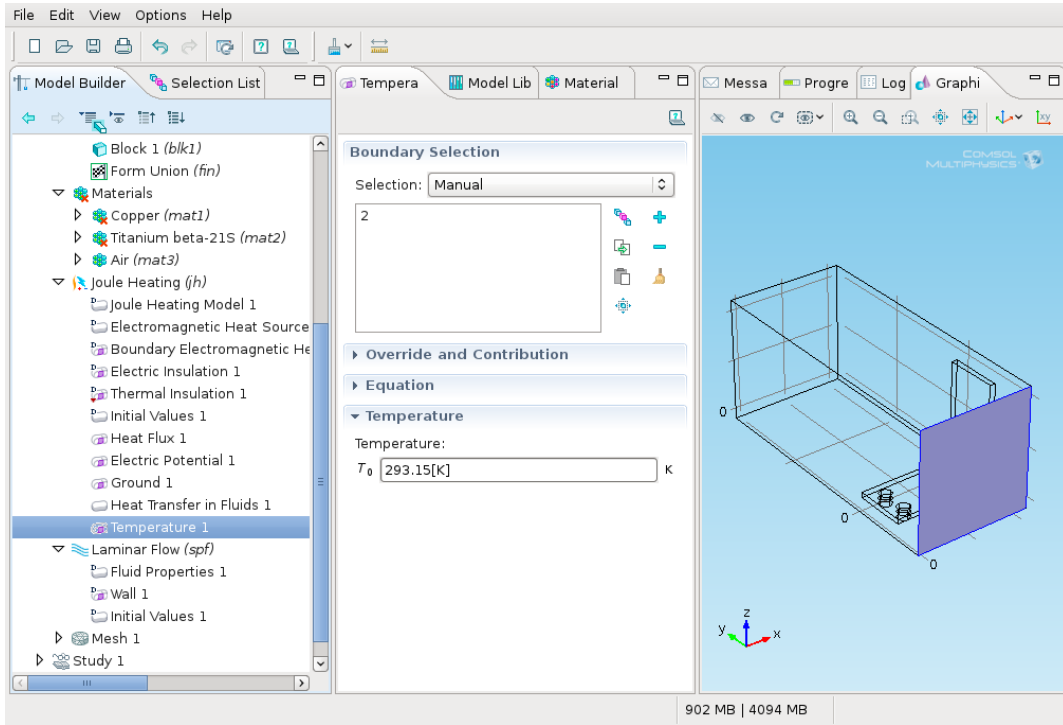 File Edit View Options Help
Model Builder
Selection List
Block 1 (blk1)
Form Union (fin)
Materials
Copper (mat1)
Titanium beta-21S (mat2)
Air (mat3)
Joule Heating (jh)
Joule Heating Model 1
Electromagnetic Heat Source
Boundary Electromagnetic He
Electric Insulation 1
Thermal Insulation 1
Initial Values 1
Heat Flux 1
Electric Potential 1
Ground 1
Heat Transfer in Fluids 1
Temperature 1
Laminar Flow (spf)
Fluid Properties 1
Wall 1
Initial Values 1
Mesh 1
Study 1
Tempera
Model Lib
Material
Boundary Selection
Selection: Manual
2
Override and Contribution
Equation
Temperature
Temperature:
T0 293.15[K] K
Messa
Progre
Log
Graphi
xy
COMSOL
MULTIPHYSICS
0
0
0
z
y
x
902 MB | 4094 MB